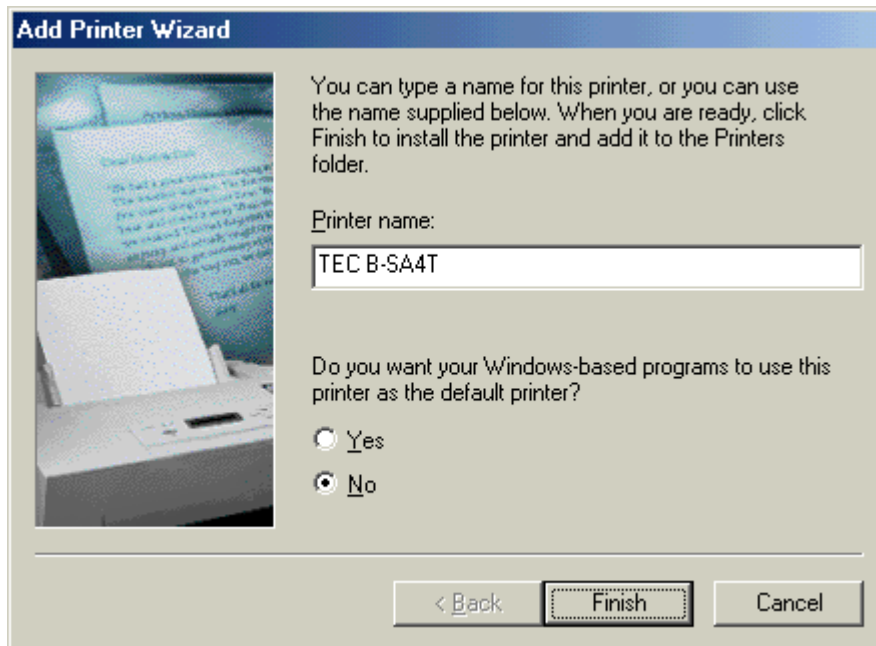 Add Printer Wizard
You can type a name for this printer, or you can use
the name supplied below. When you are ready, click
Finish to install the printer and add it to the Printers
folder.
Printer name:
TEC B-SA4T
Do you want your Windows-based programs to use this
printer as the default printer?
Yes
No
< Back
Finish
Cancel